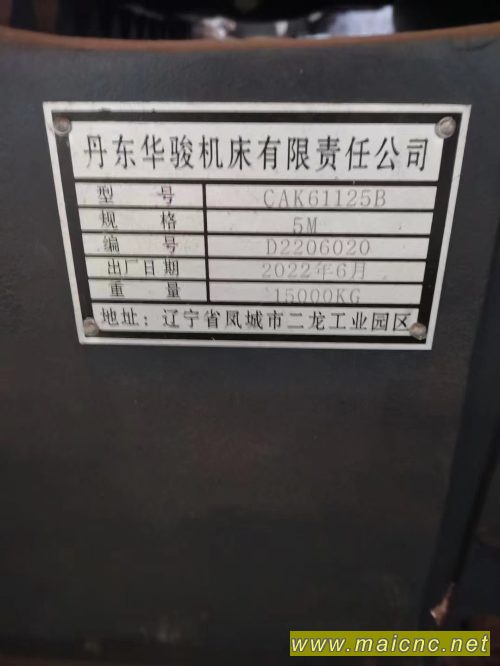 丹东华骏机床有限责任公司
型 号 CAK61125B
规 格 5M
编 号 D2206020
出厂日期 2022年6月
重 量 15000KG
地址：辽宁省凤城市二龙工业园区
www.maicnc.net